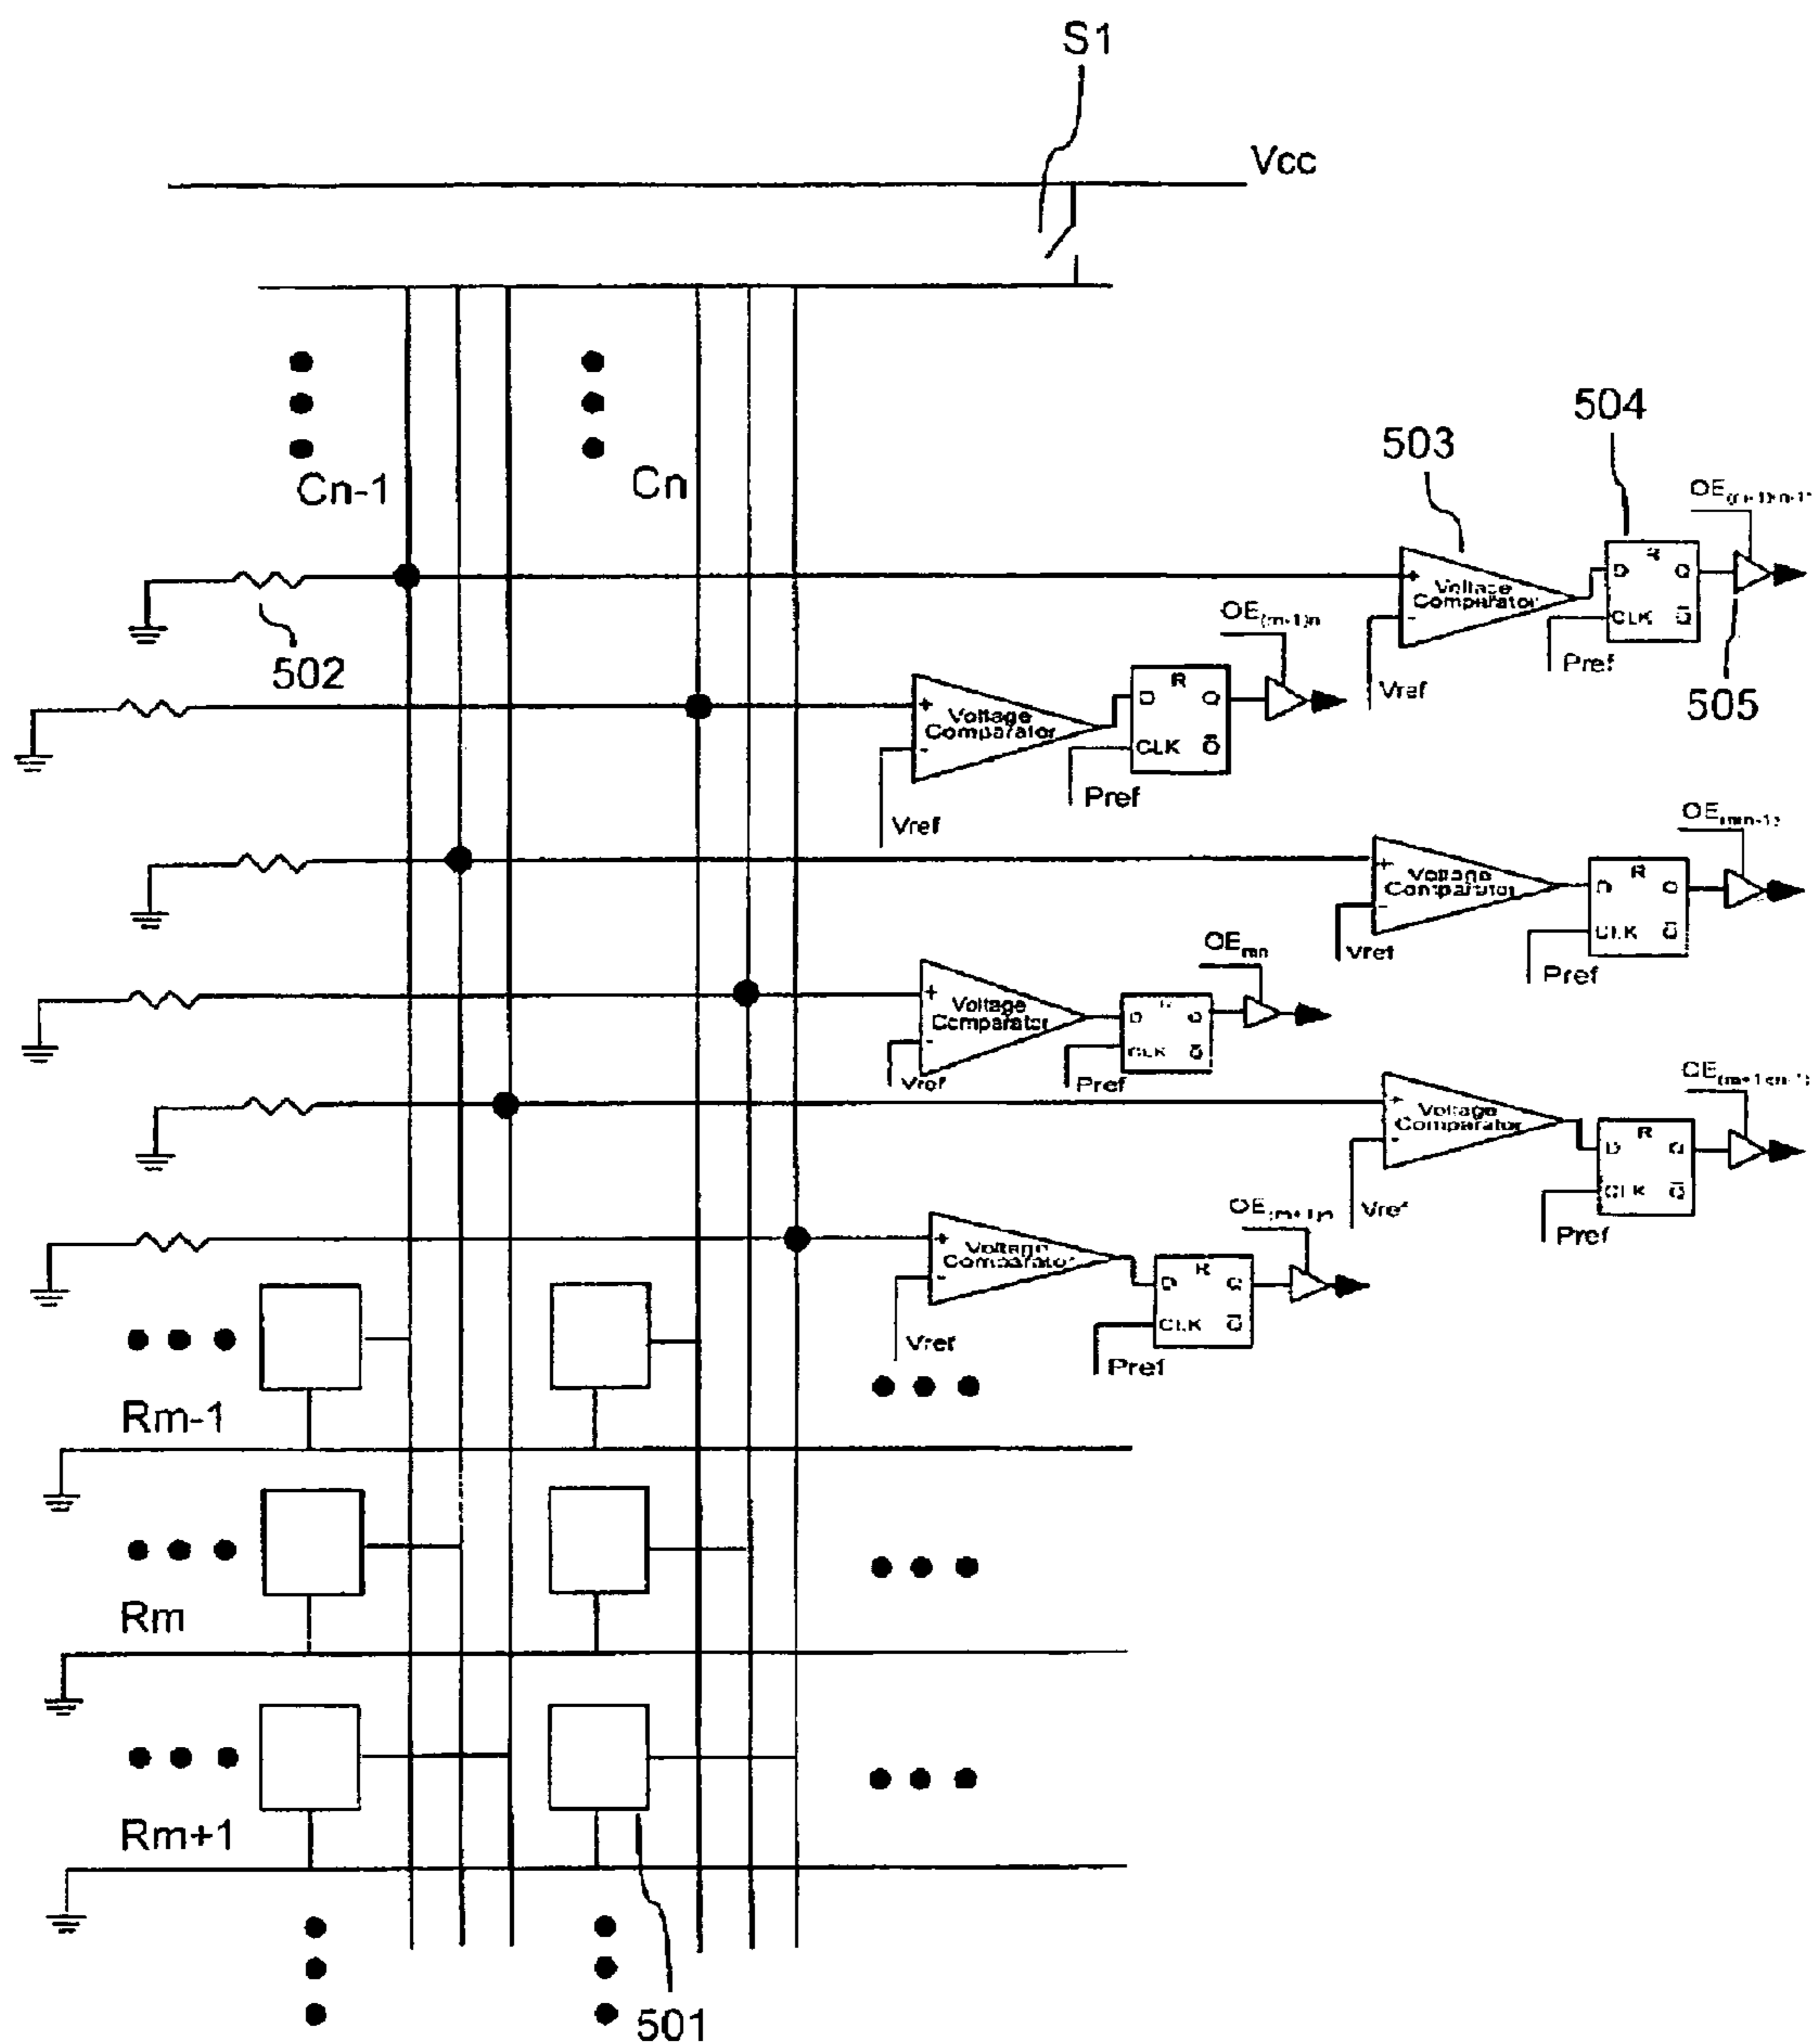 S1
Vcc
Cn-1
Cn
503
504
R
D
Q
CLK
Q̅
+
-
Voltage
Comparator
Vref
Pref
505
502
OE(m-1)n
+
-
Voltage
Comparator
Vref
Pref
R
D
Q
CLK
Q̅
+
-
Voltage
Comparator
Vref
Pref
R
D
Q
CLK
Q̅
OEmn
+
-
Voltage
Comparator
Vref
Pref
R
D
Q
CLK
Q̅
+
-
Voltage
Comparator
Vref
Pref
R
D
Q
CLK
Q̅
OE(m+1)n
+
-
Voltage
Comparator
Vref
Pref
R
D
Q
CLK
Q̅
Rm-1
Rm
Rm+1
501